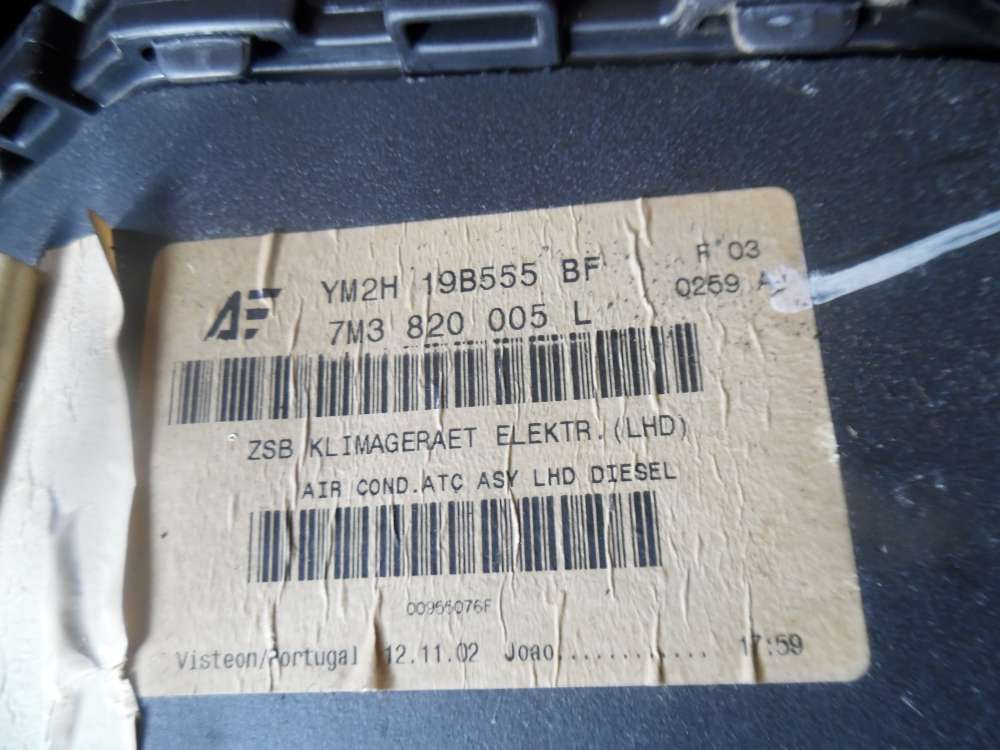 AF YM2H 19B555 BF
7M3 820 005 L
03
0259
ZSB KLIMAGERAET ELEKTR.(LHD)
AIR COND.ATC ASY LHD DIESEL
Visteon/Portugal 12.11.02 Joao............ 17:59